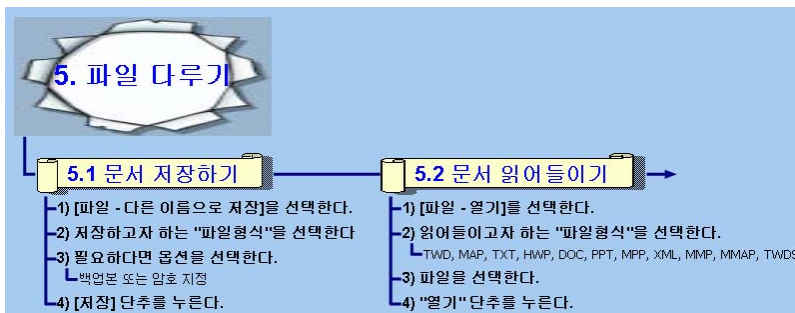 5. 파일 다루기
5.1 문서 저장하기
1) [파일 - 다른 이름으로 저장]을 선택한다.
2) 저장하고자 하는 "파일형식"을 선택한다
3) 필요하다면 옵션을 선택한다.
백업본 또는 암호 지정
4) [저장] 단추를 누른다.
5.2 문서 읽어들이기
1) [파일 - 열기]를 선택한다.
2) 읽어들이고자 하는 "파일형식"을 선택한다.
TWD, MAP, TXT, HWP, DOC, PPT, MPP, XML, MMP, MMAP, TWDS
3) 파일을 선택한다.
4) "열기" 단추를 누른다.